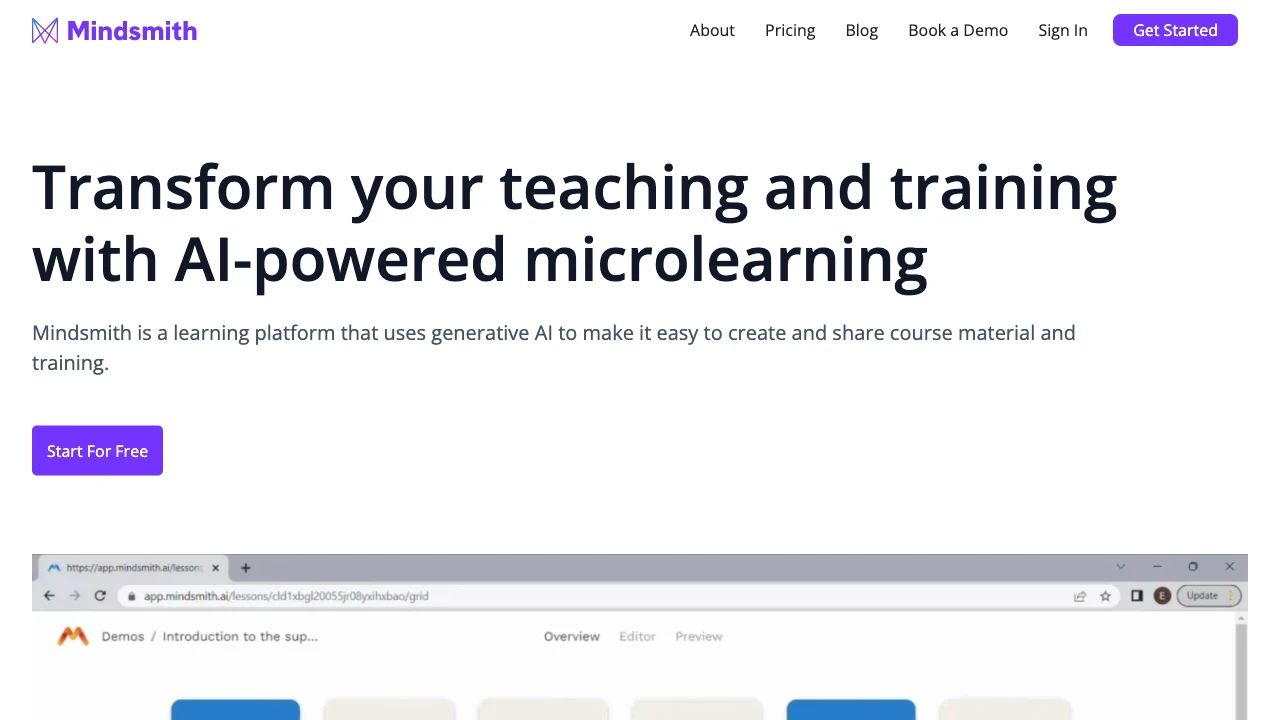 Mindsmith
About Pricing Blog Book a Demo Sign In Get Started
Transform your teaching and training
with AI-powered microlearning
Mindsmith is a learning platform that uses generative AI to make it easy to create and share course material and
training.
Start For Free
https://app.mindsmith.ai/lesson
app.mindsmith.ai/lessons/cld1xbgl20055jr08yxihxbao/grid
E Update
Demos / Introduction to the sup... Overview Editor Preview